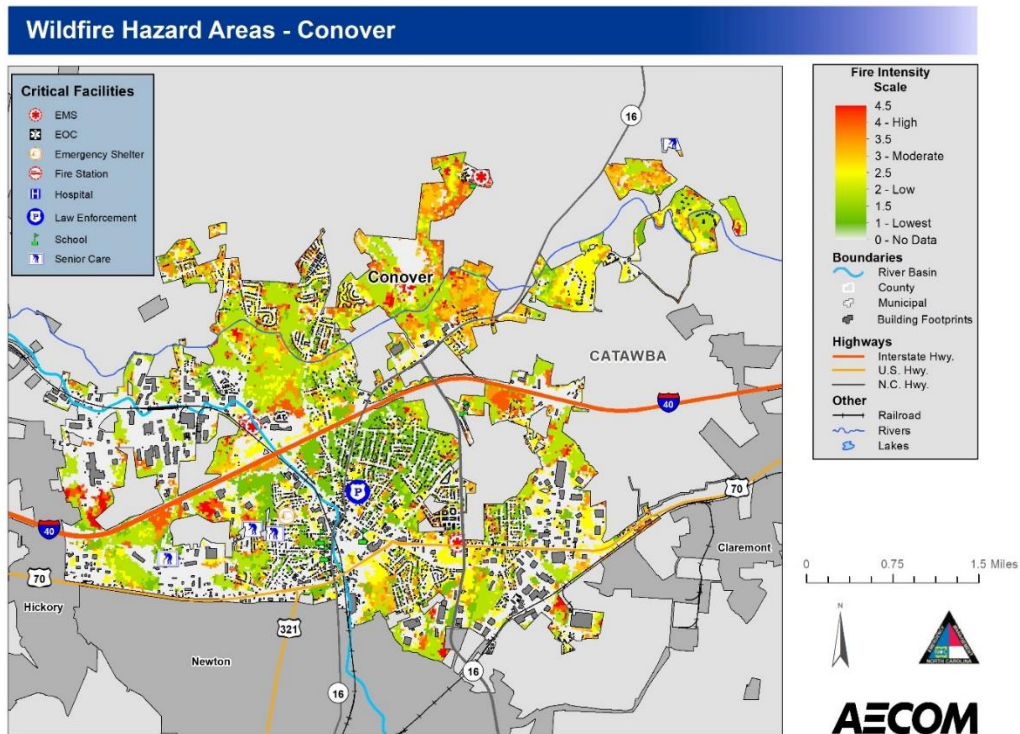 Wildfire Hazard Areas - Conover
Critical Facilities
EMS
EOC
Emergency Shelter
Fire Station
Hospital
Law Enforcement
School
Senior Care
16
Conover
CATAWBA
40
P
40
70
70
Claremont
Hickory
321
Newton
16
16
Fire Intensity
Scale
4.5
4 - High
3.5
3 - Moderate
2.5
2 - Low
1.5
1 - Lowest
0 - No Data
Boundaries
River Basin
County
Municipal
Building Footprints
Highways
Interstate Hwy.
U.S. Hwy.
N.C. Hwy.
Other
Railroad
Rivers
Lakes
0 0.75 1.5 Miles
N
NORTH CAROLINA
AECOM